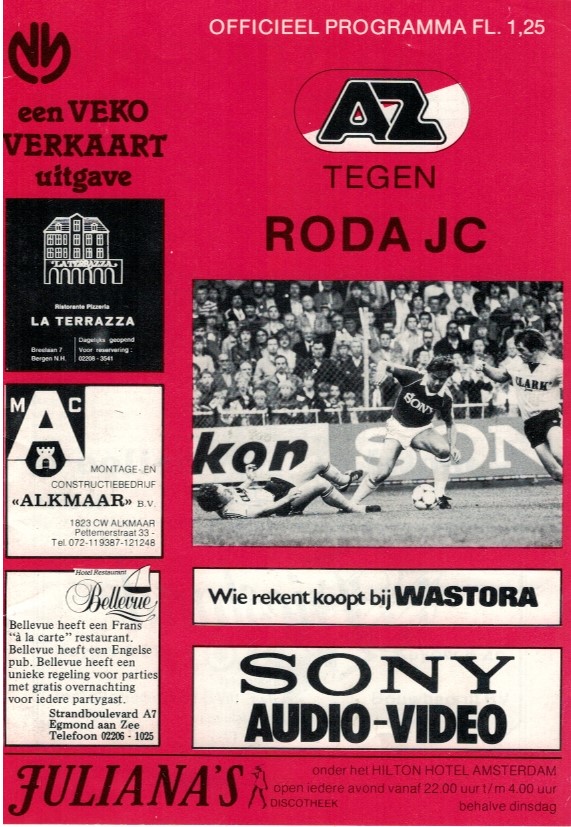 OFFICIEEL PROGRAMMA FL. 1,25
een VEKO
VERKAART
uitgave
AZ
TEGEN
RODA JC
LA TERRAZZA
Ristorante Pizzeria
LA TERRAZZA
Breelaan 7
Bergen N.H.
Dagelijks geopend
Voor reservering :
02208 - 3541
M A C
MONTAGE- EN
CONSTRUCTIEBEDRIJF
«ALKMAAR» B.V.
1823 CW ALKMAAR
Pettemerstraat 33 -
Tel. 072-119387-121248
Hotel Restaurant
Bellevue
Bellevue heeft een Frans
“à la carte” restaurant.
Bellevue heeft een Engelse
pub. Bellevue heeft een
unieke regeling voor partijen
met gratis overnachting
voor iedere partygast.
Strandboulevard A7
Egmond aan Zee
Telefoon 02206 - 1025
SONY
CLARK
ikon
SON
Wie rekent koopt bij WASTORA
SONY
AUDIO-VIDEO
JULIANA'S
DISCOTHEEK
onder het HILTON HOTEL AMSTERDAM
open iedere avond vanaf 22.00 uur t/m 4.00 uur
behalve dinsdag